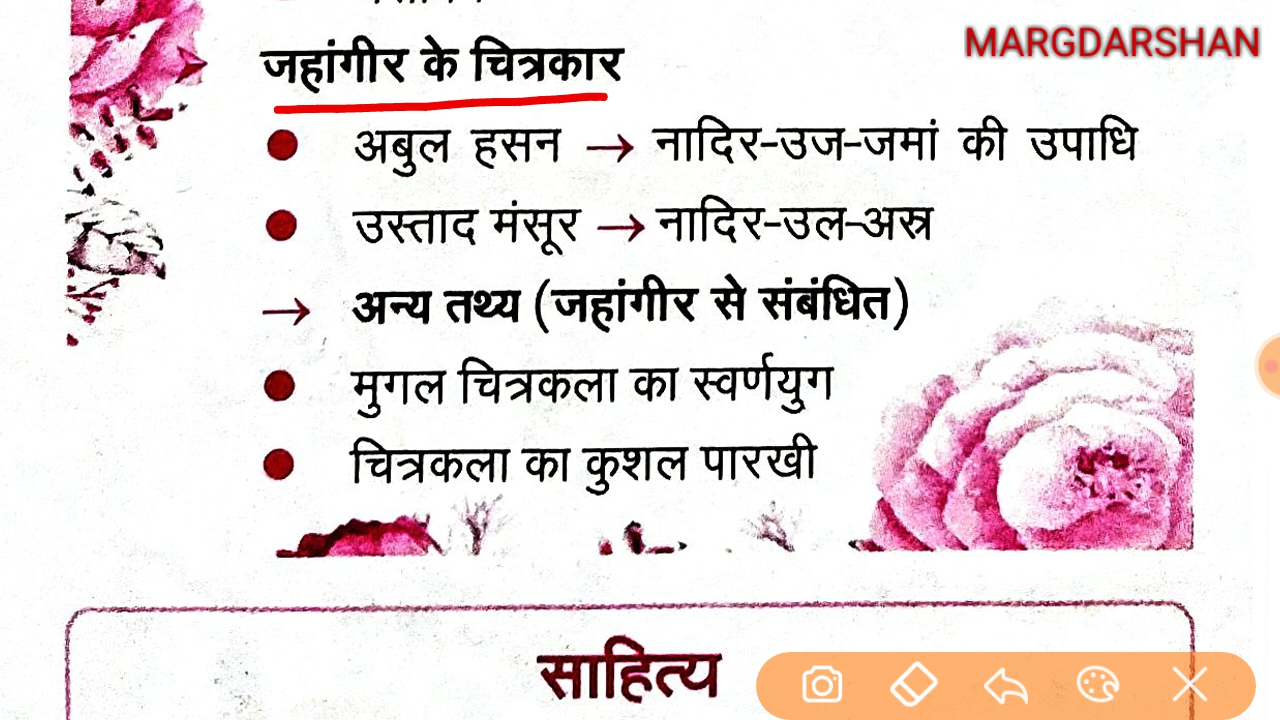 MARGDARSHAN
जहांगीर के चित्रकार
● अबुल हसन → नादिर-उज-जमां की उपाधि
● उस्ताद मंसूर → नादिर-उल-अस्र
→ अन्य तथ्य (जहांगीर से संबंधित)
● मुगल चित्रकला का स्वर्णयुग
● चित्रकला का कुशल पारखी
साहित्य